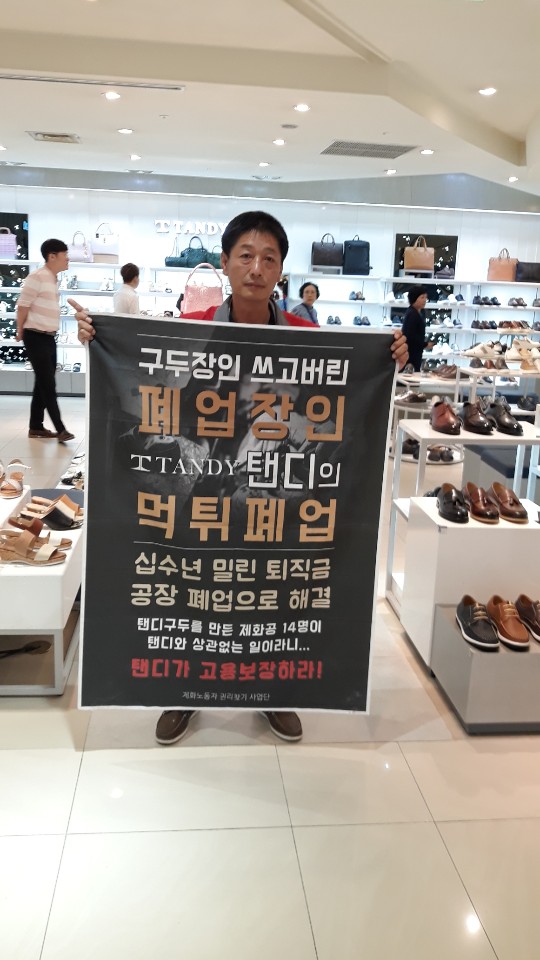 TANDY
구두장인 쓰고버린
폐업장인
TANDY 탠디의
먹튀폐업
십수년 밀린 퇴직금
공장 폐업으로 해결
탠디구두를 만든 제화공 14명이
탠디와 상관없는 일이라니...
탠디가 고용보장하라!
제화노동자 권리찾기 사업단